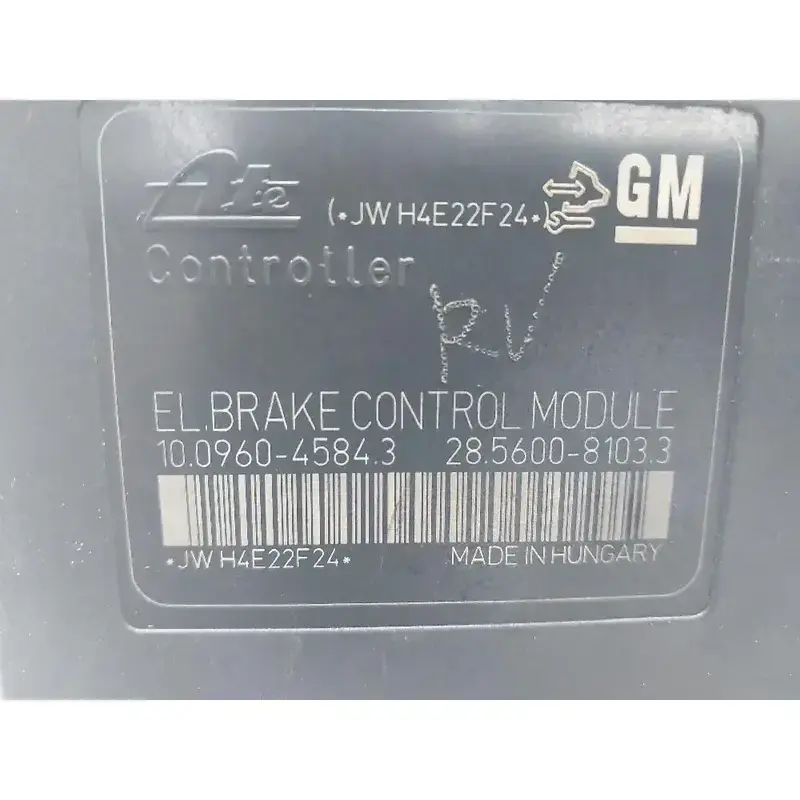 Ate
(*JW H4E22F24*)
GM
Controller
RV
EL.BRAKE CONTROL MODULE
10.0960-4584.3 28.5600-8103.3
*JW H4E22F24* MADE IN HUNGARY